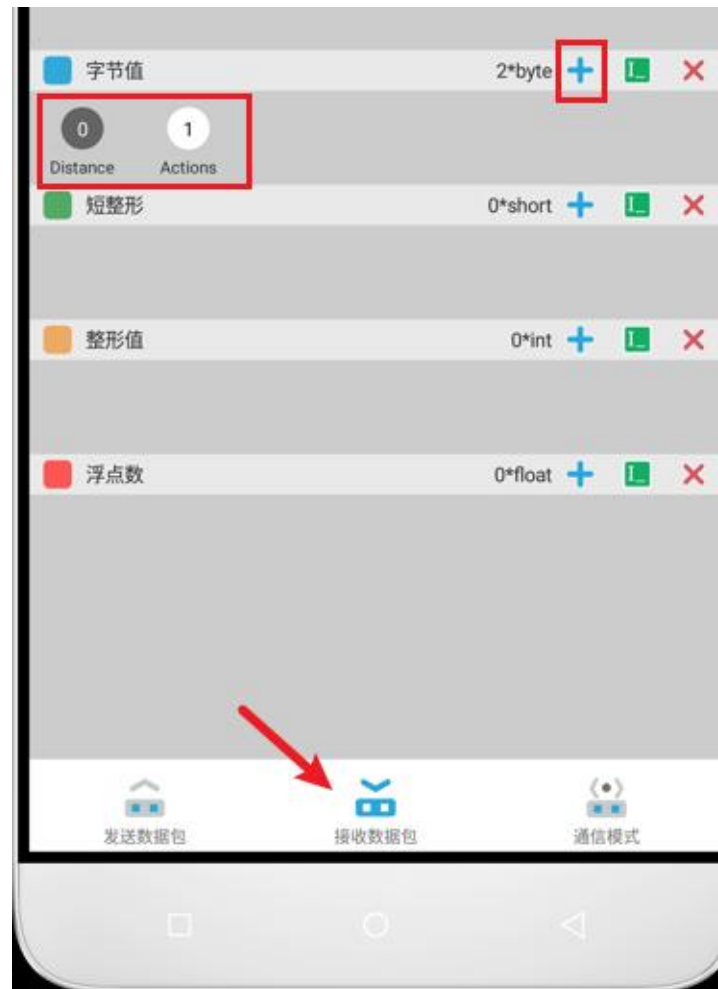 字节值 2*byte
0 1
Distance Actions
短整形 0*short
整形值 0*int
浮点数 0*float
发送数据包 接收数据包 通信模式